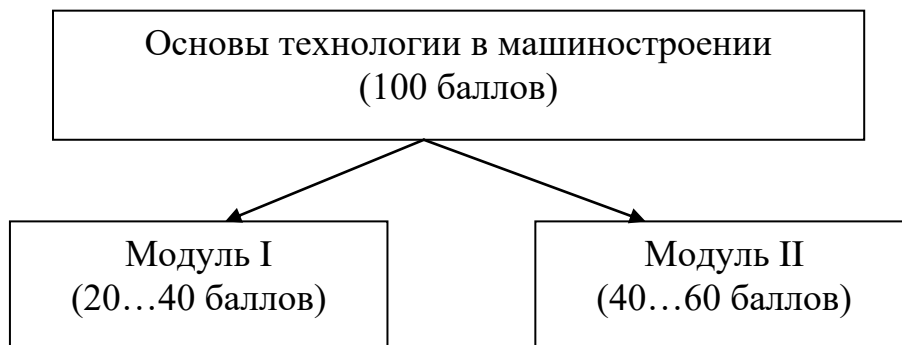 Основы технологии в машиностроении
(100 баллов)
Модуль I
(20…40 баллов)
Модуль II
(40…60 баллов)